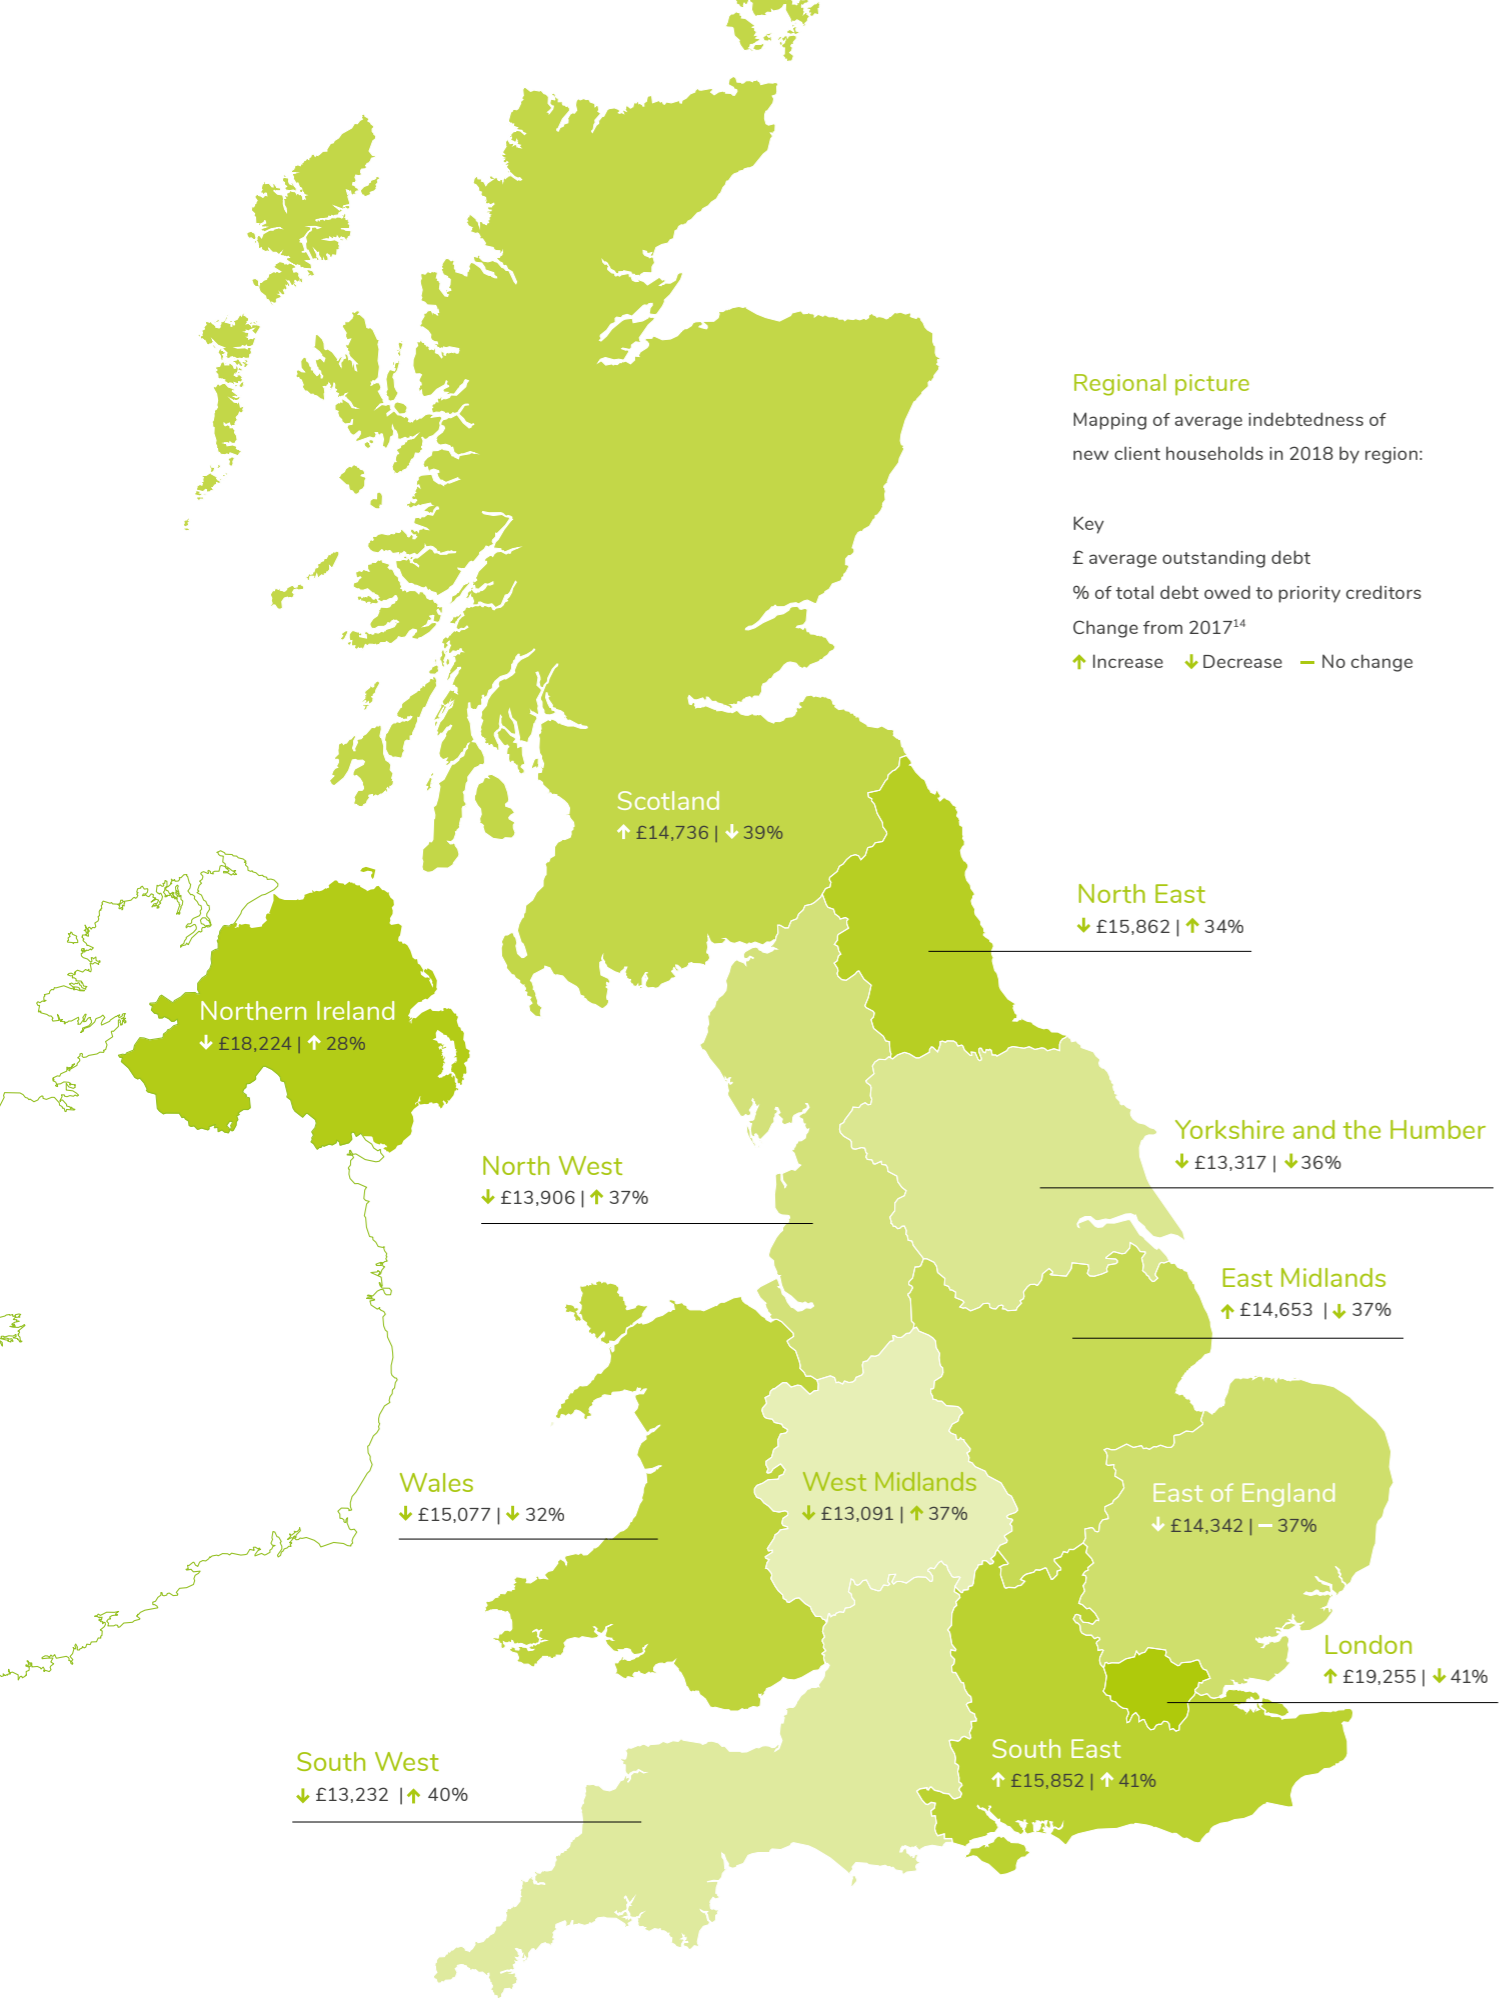 Regional picture
Mapping of average indebtedness of
new client households in 2018 by region:
Key
£ average outstanding debt
% of total debt owed to priority creditors
Change from 2017¹⁴
↑ Increase ↓ Decrease – No change
Scotland
↑ £14,736 | ↓ 39%
North East
↓ £15,862 | ↑ 34%
Northern Ireland
↓ £18,224 | ↑ 28%
Yorkshire and the Humber
↓ £13,317 | ↓ 36%
North West
↓ £13,906 | ↑ 37%
East Midlands
↑ £14,653 | ↓ 37%
Wales
↓ £15,077 | ↓ 32%
West Midlands
↓ £13,091 | ↑ 37%
East of England
↓ £14,342 | – 37%
London
↑ £19,255 | ↓ 41%
South East
↑ £15,852 | ↑ 41%
South West
↓ £13,232 | ↑ 40%